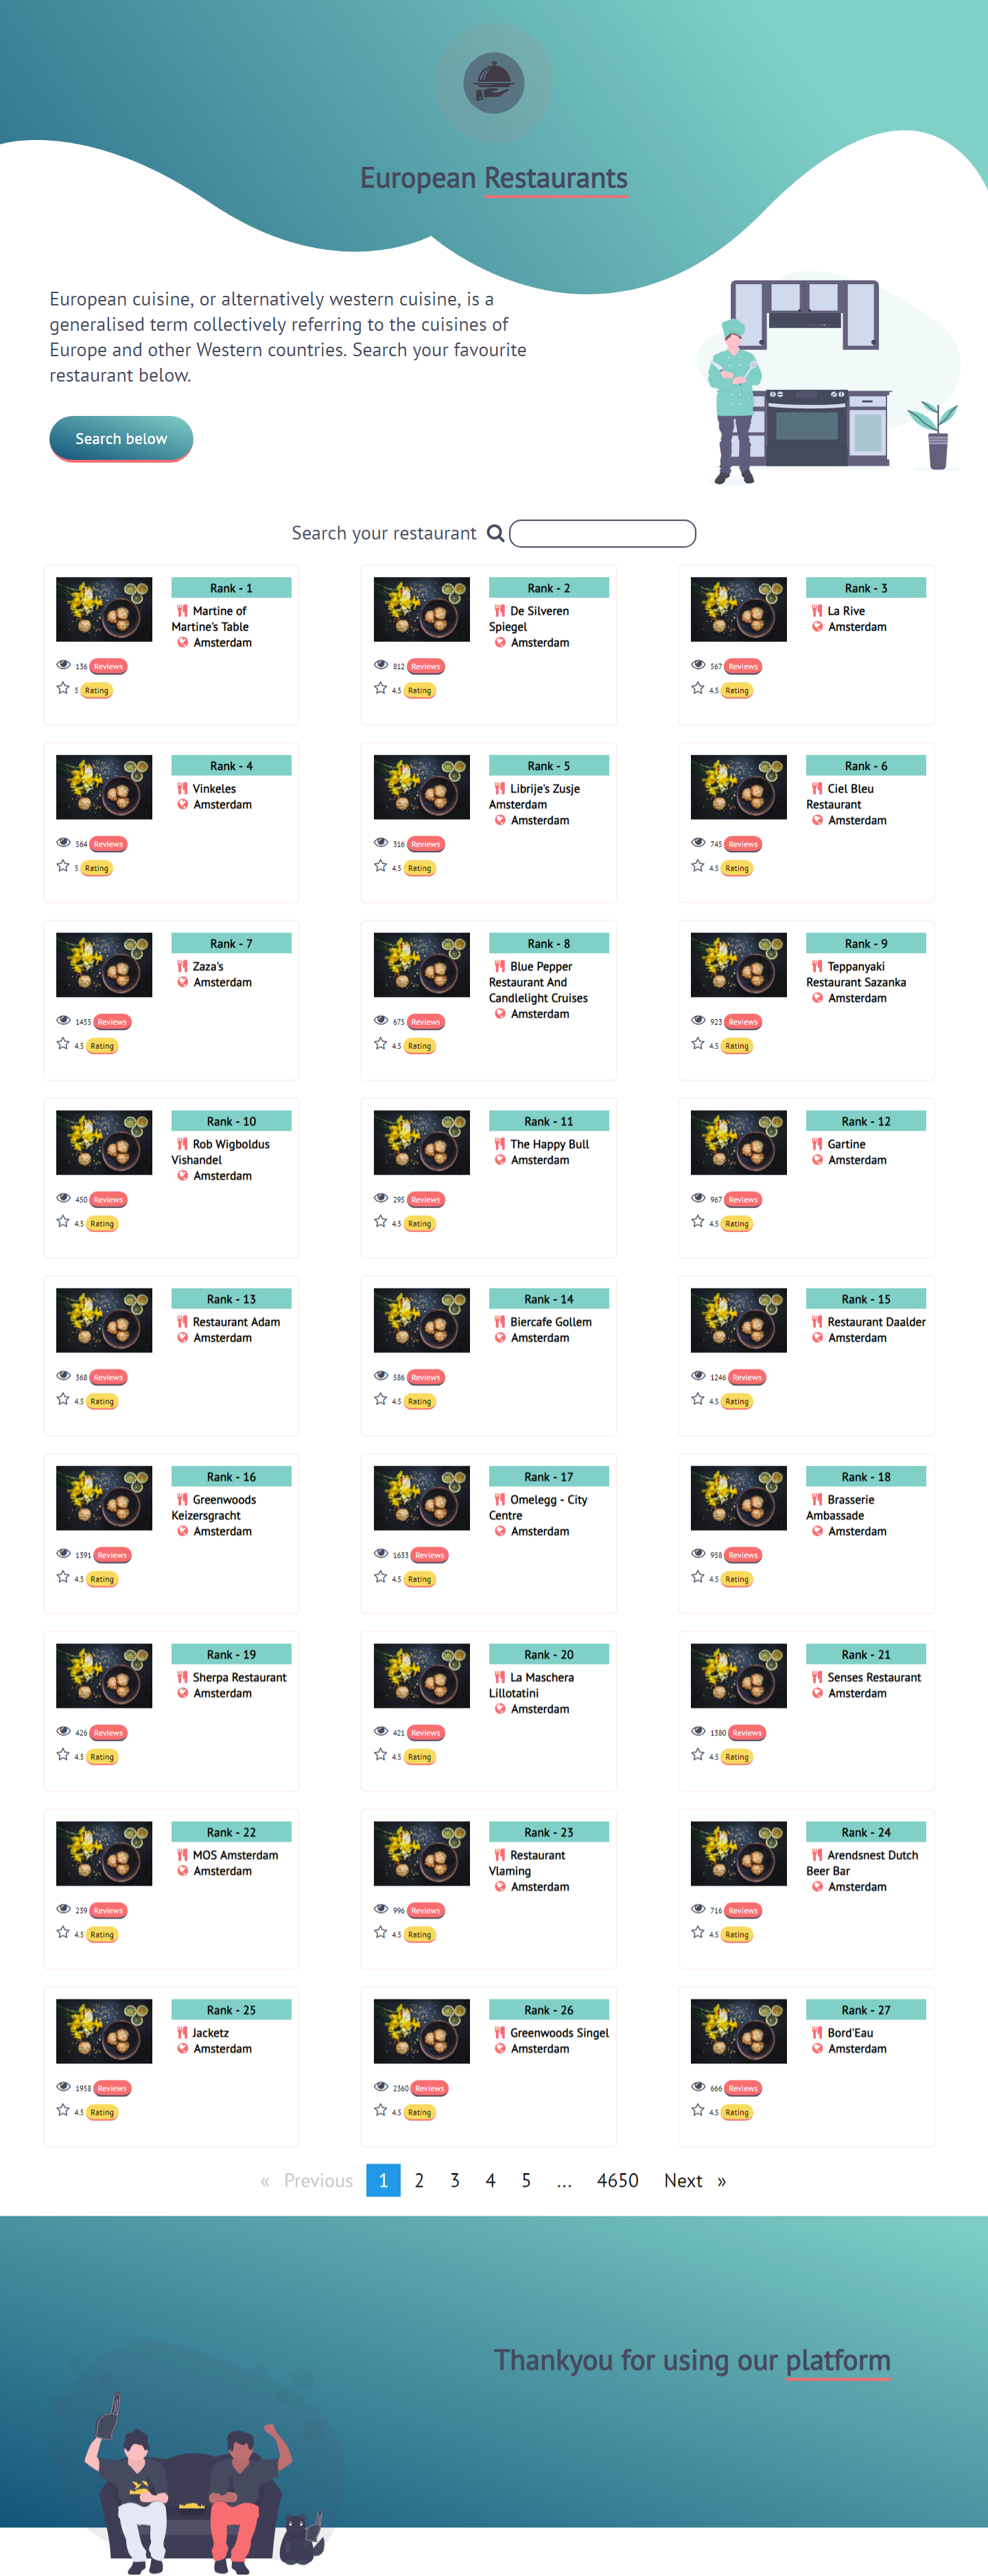 European Restaurants
European cuisine, or alternatively western cuisine, is a
generalised term collectively referring to the cuisines of
Europe and other Western countries. Search your favourite
restaurant below.
Search below
Search your restaurant
Rank - 1
Martine of
Martine's Table
Amsterdam
136 Reviews
5 Rating
Rank - 2
De Silveren
Spiegel
Amsterdam
812 Reviews
4.5 Rating
Rank - 3
La Rive
Amsterdam
567 Reviews
4.5 Rating
Rank - 4
Vinkeles
Amsterdam
564 Reviews
5 Rating
Rank - 5
Librije's Zusje
Amsterdam
Amsterdam
316 Reviews
4.5 Rating
Rank - 6
Ciel Bleu
Restaurant
Amsterdam
745 Reviews
4.5 Rating
Rank - 7
Zaza's
Amsterdam
1455 Reviews
4.5 Rating
Rank - 8
Blue Pepper
Restaurant And
Candlelight Cruises
Amsterdam
675 Reviews
4.5 Rating
Rank - 9
Teppanyaki
Restaurant Sazanka
Amsterdam
923 Reviews
4.5 Rating
Rank - 10
Rob Wigboldus
Vishandel
Amsterdam
450 Reviews
4.5 Rating
Rank - 11
The Happy Bull
Amsterdam
295 Reviews
4.5 Rating
Rank - 12
Gartine
Amsterdam
967 Reviews
4.5 Rating
Rank - 13
Restaurant Adam
Amsterdam
368 Reviews
4.5 Rating
Rank - 14
Biercafe Gollem
Amsterdam
586 Reviews
4.5 Rating
Rank - 15
Restaurant Daalder
Amsterdam
1246 Reviews
4.5 Rating
Rank - 16
Greenwoods
Keizersgracht
Amsterdam
1391 Reviews
4.5 Rating
Rank - 17
Omelegg - City
Centre
Amsterdam
1633 Reviews
4.5 Rating
Rank - 18
Brasserie
Ambassade
Amsterdam
958 Reviews
4.5 Rating
Rank - 19
Sherpa Restaurant
Amsterdam
426 Reviews
4.5 Rating
Rank - 20
La Maschera
Lillotatini
Amsterdam
421 Reviews
4.5 Rating
Rank - 21
Senses Restaurant
Amsterdam
1380 Reviews
4.5 Rating
Rank - 22
MOS Amsterdam
Amsterdam
239 Reviews
4.5 Rating
Rank - 23
Restaurant
Vlaming
Amsterdam
996 Reviews
4.5 Rating
Rank - 24
Arendsnest Dutch
Beer Bar
Amsterdam
716 Reviews
4.5 Rating
Rank - 25
Jacketz
Amsterdam
1958 Reviews
4.5 Rating
Rank - 26
Greenwoods Singel
Amsterdam
2360 Reviews
4.5 Rating
Rank - 27
Bord'Eau
Amsterdam
666 Reviews
4.5 Rating
« Previous 1 2 3 4 5 ... 4650 Next »
Thankyou for using our platform